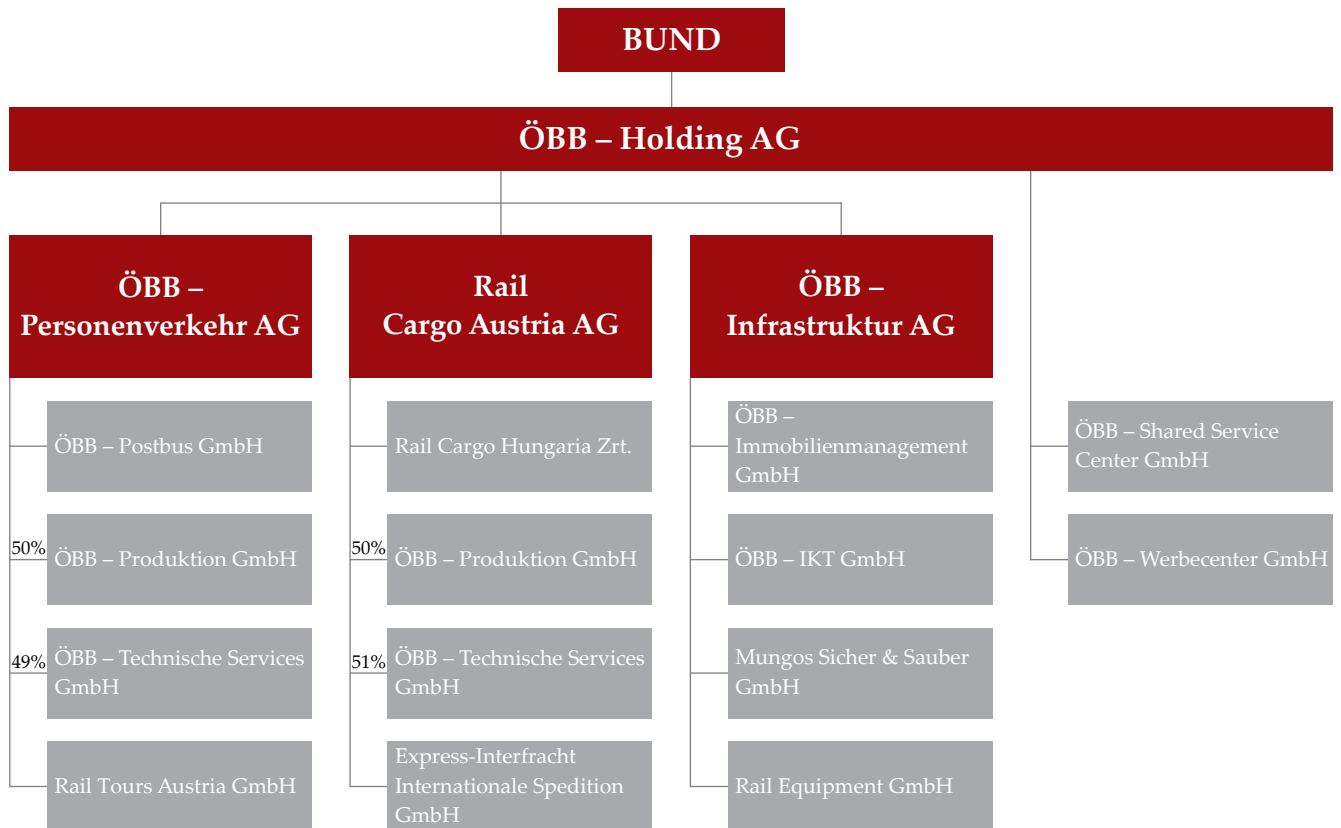 BUND
ÖBB – Holding AG
ÖBB –
Personenverkehr AG
Rail
Cargo Austria AG
ÖBB –
Infrastruktur AG
ÖBB – Postbus GmbH
50%
ÖBB – Produktion GmbH
49%
ÖBB – Technische Services
GmbH
Rail Tours Austria GmbH
Rail Cargo Hungaria Zrt.
50%
ÖBB – Produktion GmbH
51%
ÖBB – Technische Services
GmbH
Express-Interfracht
Internationale Spedition
GmbH
ÖBB –
Immobilienmanagement
GmbH
ÖBB – IKT GmbH
Mungos Sicher & Sauber
GmbH
Rail Equipment GmbH
ÖBB – Shared Service
Center GmbH
ÖBB – Werbecenter GmbH